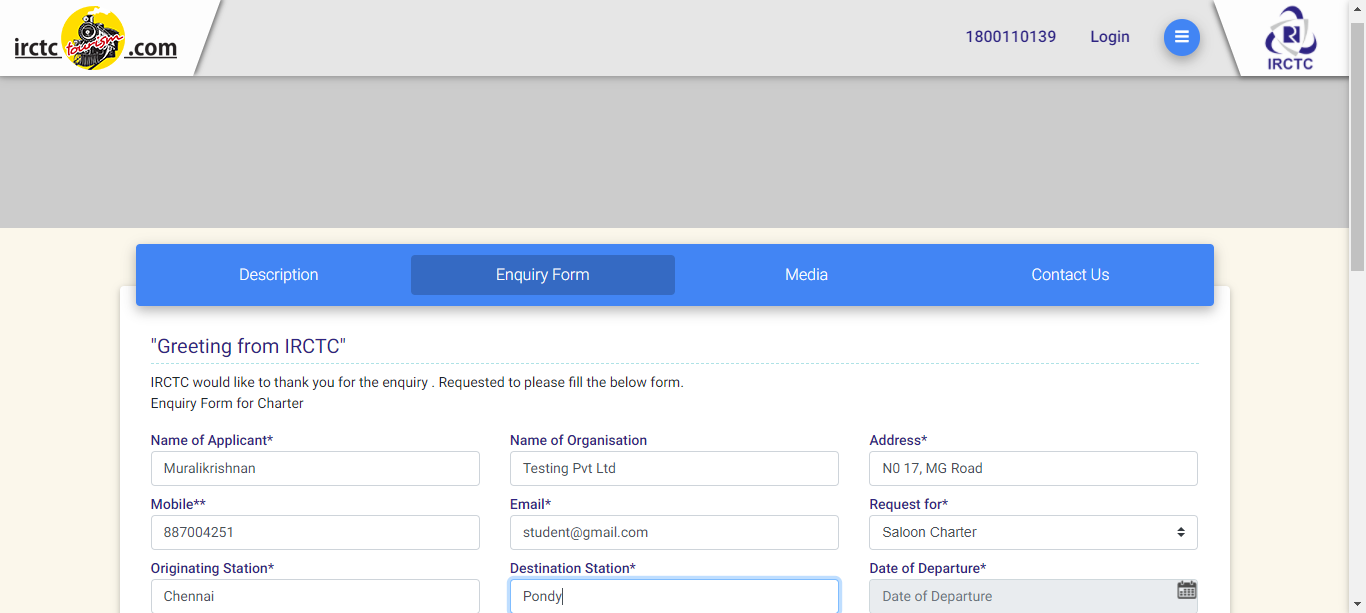 irctc tourism .com
1800110139 Login
IRCTC
Description Enquiry Form Media Contact Us
"Greeting from IRCTC"
IRCTC would like to thank you for the enquiry . Requested to please fill the below form.
Enquiry Form for Charter
Name of Applicant* Name of Organisation Address*
Muralikrishnan Testing Pvt Ltd N0 17, MG Road
Mobile** Email* Request for*
887004251 student@gmail.com Saloon Charter
Originating Station* Destination Station* Date of Departure*
Chennai Pondy Date of Departure